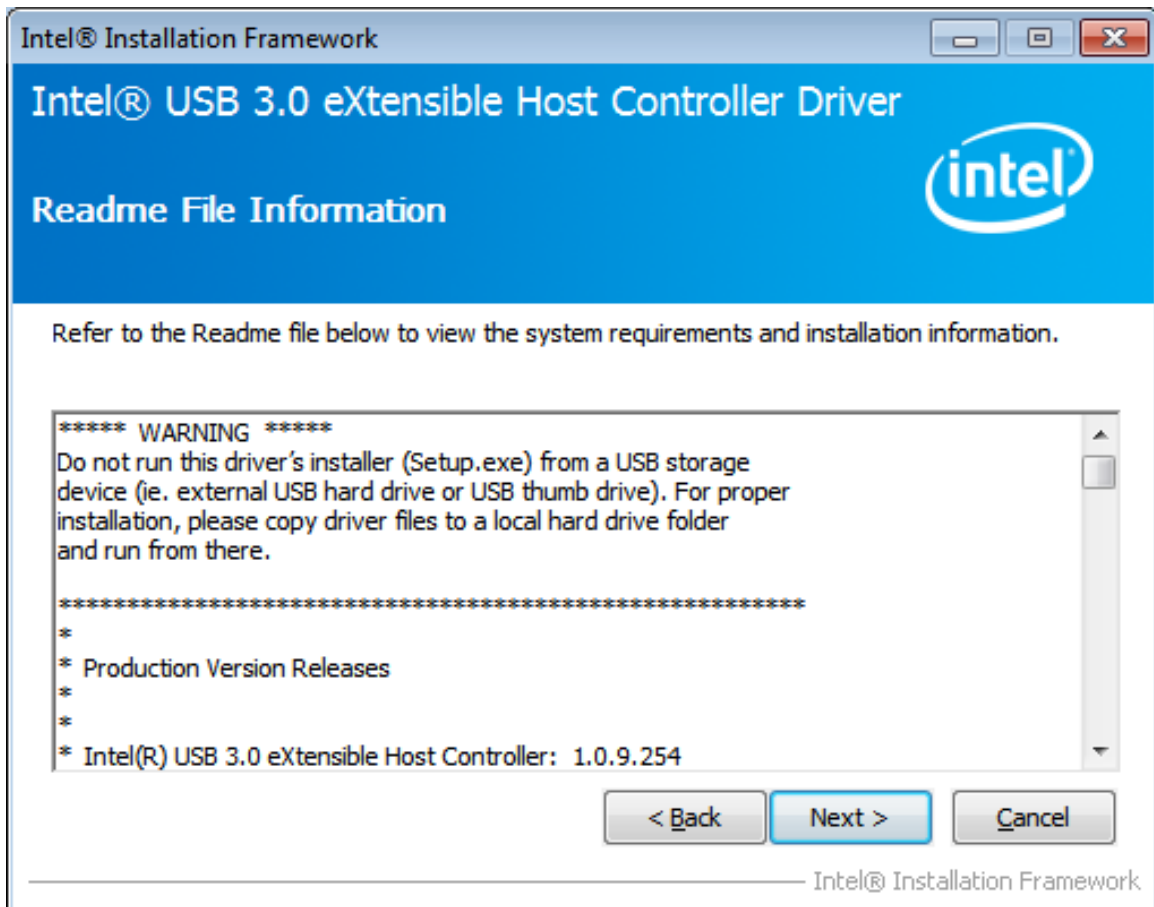 Intel® Installation Framework
Intel® USB 3.0 eXtensible Host Controller Driver
intel
Readme File Information
Refer to the Readme file below to view the system requirements and installation information.
***** WARNING *****
Do not run this driver's installer (Setup.exe) from a USB storage
device (ie. external USB hard drive or USB thumb drive). For proper
installation, please copy driver files to a local hard drive folder
and run from there.
*******************************************************
*
* Production Version Releases
*
*
* Intel(R) USB 3.0 eXtensible Host Controller: 1.0.9.254
< Back
Next >
Cancel
Intel® Installation Framework